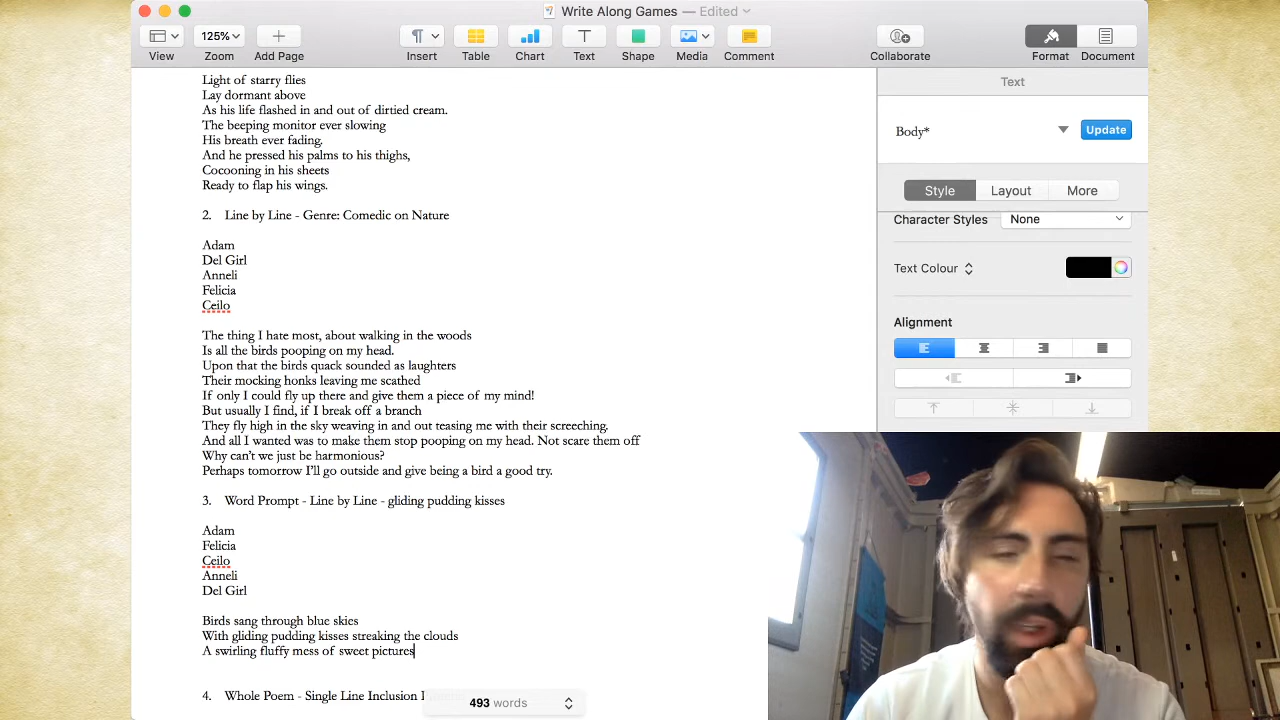 Write Along Games — Edited
125%
View Zoom Add Page Insert Table Chart Text Shape Media Comment Collaborate Format Document
Light of starry flies
Lay dormant above
As his life flashed in and out of dirtied cream.
The beeping monitor ever slowing
His breath ever fading.
And he pressed his palms to his thighs,
Cocooning in his sheets
Ready to flap his wings.
2. Line by Line - Genre: Comedic on Nature
Adam
Del Girl
Anneli
Felicia
Ceilo
The thing I hate most, about walking in the woods
Is all the birds pooping on my head.
Upon that the birds quack sounded as laughters
Their mocking honks leaving me scathed
If only I could fly up there and give them a piece of my mind!
But usually I find, if I break off a branch
They fly high in the sky weaving in and out teasing me with their screeching.
And all I wanted was to make them stop pooping on my head. Not scare them off
Why can't we just be harmonious?
Perhaps tomorrow I'll go outside and give being a bird a good try.
3. Word Prompt - Line by Line - gliding pudding kisses
Adam
Felicia
Ceilo
Anneli
Del Girl
Birds sang through blue skies
With gliding pudding kisses streaking the clouds
A swirling fluffy mess of sweet pictures
4. Whole Poem - Single Line Inclusion
493 words
Text
Body*
Update
Style Layout More
Character Styles None
Text Colour
Alignment